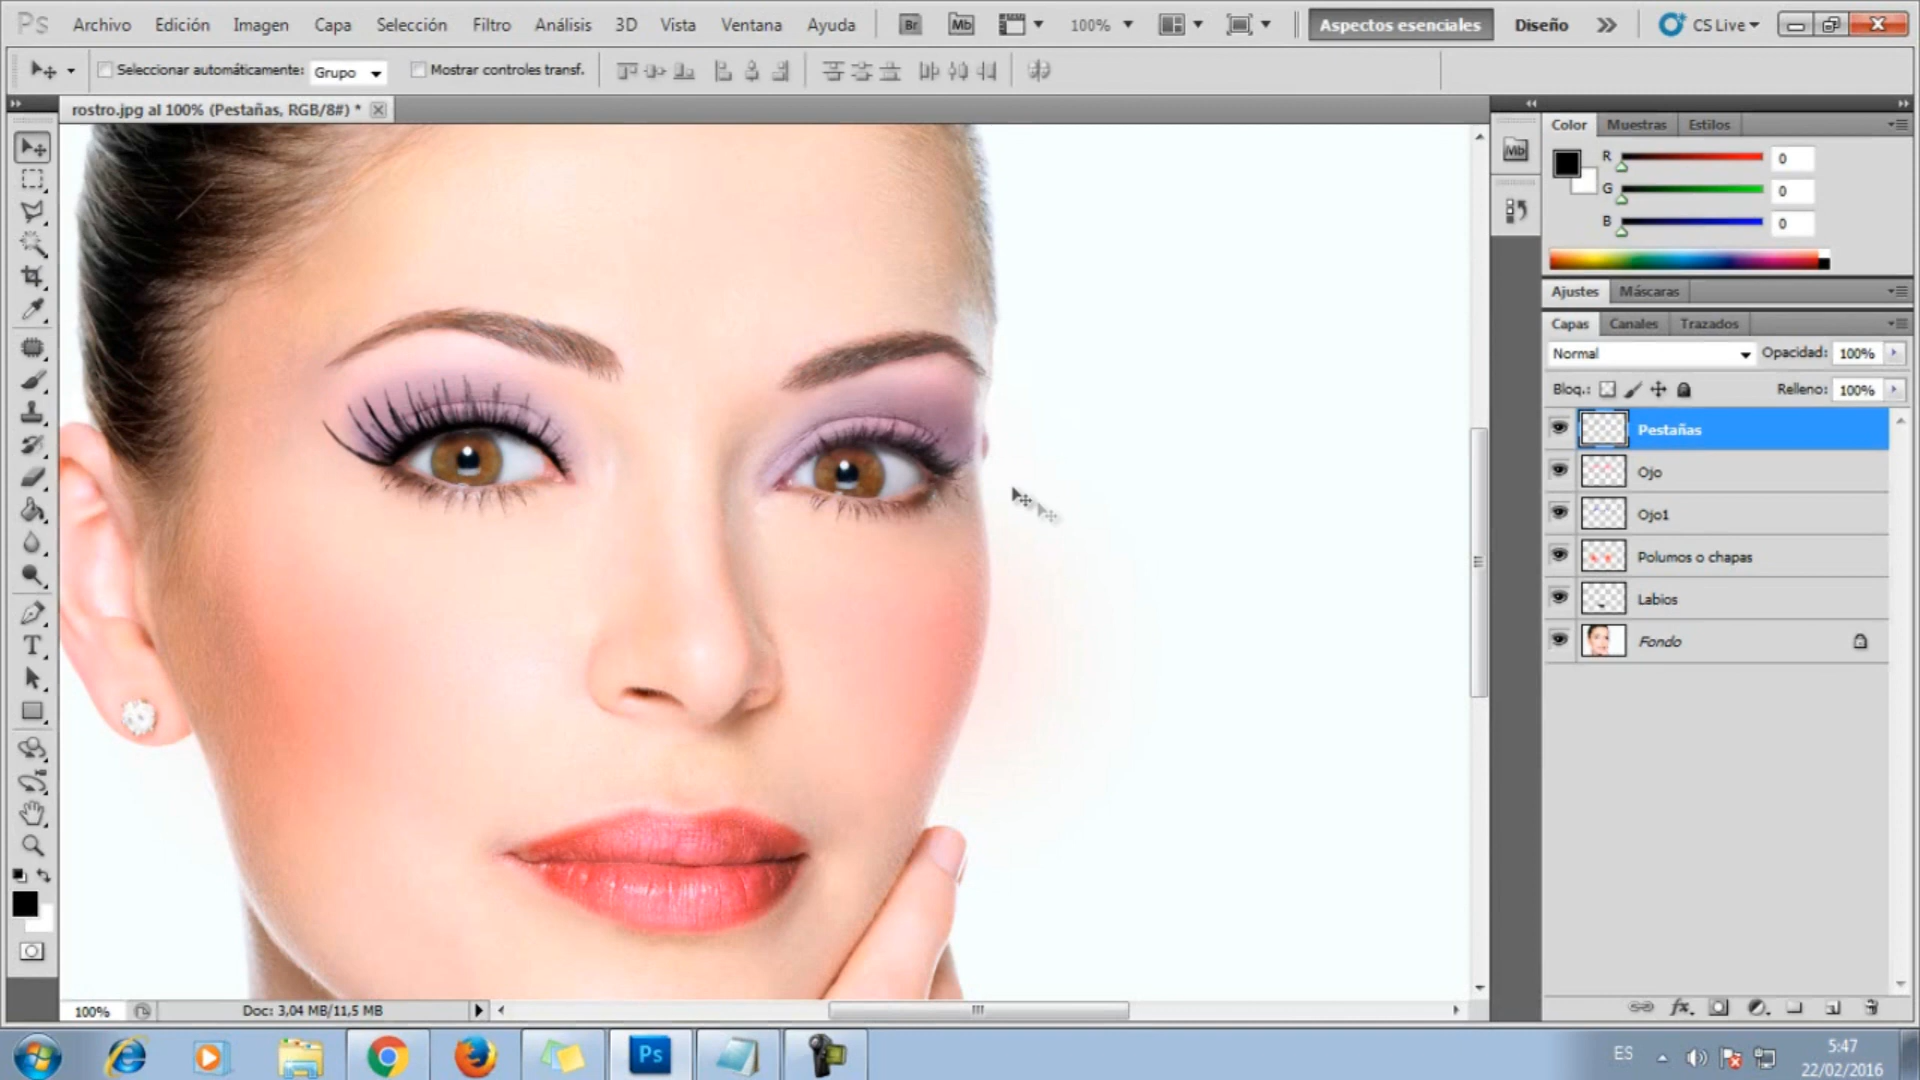 Ps Archivo Edición Imagen Capa Selección Filtro Análisis 3D Vista Ventana Ayuda Br Mb 100% Aspectos esenciales Diseño CS Live
Seleccionar automáticamente: Grupo Mostrar controles transf.
rostro.jpg al 100% (Pestañas, RGB/8#) *
Mb
Color Muestras Estilos
R 0
G 0
B 0
Ajustes Máscaras
Capas Canales Trazados
Normal Opacidad: 100%
Bloq.: Relleno: 100%
Pestañas
Ojo
Ojo1
Polumos o chapas
Labios
Fondo
T
fx
100% Doc: 3,04 MB/11,5 MB
Ps
ES 5:47
22/02/2016